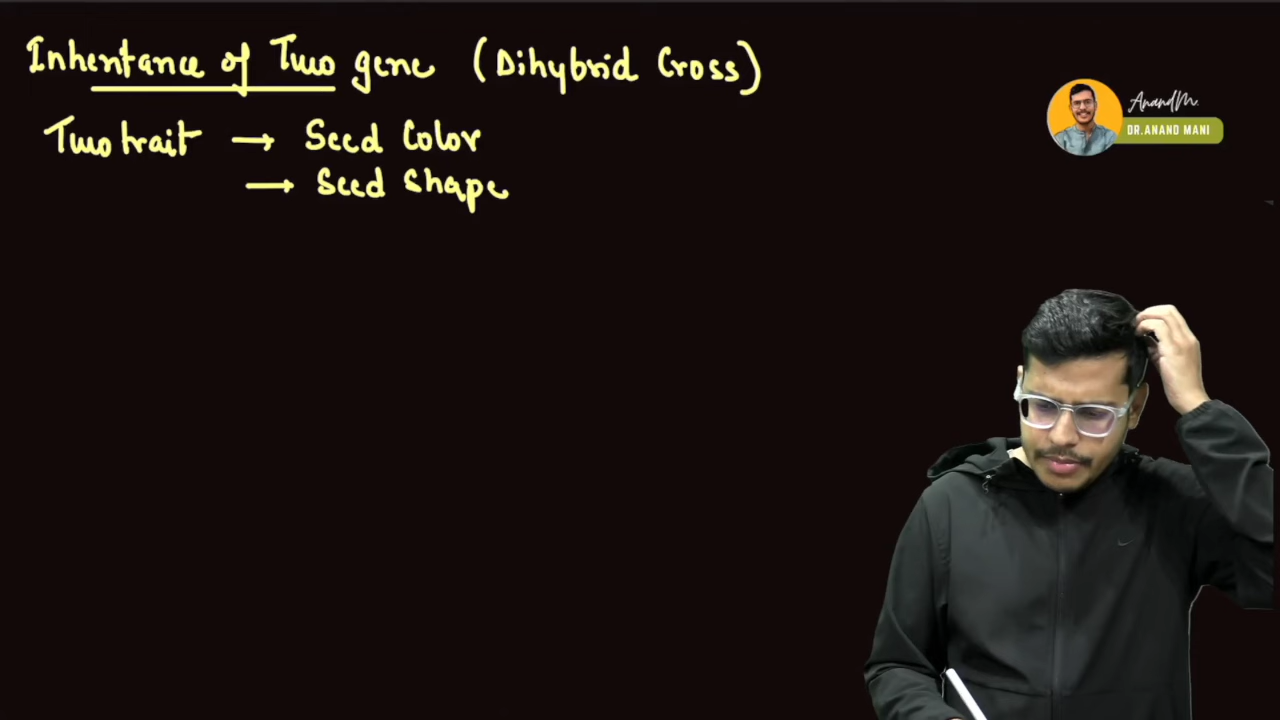 Inheritance of Two gene (Dihybrid Cross)
Two trait → Seed Color
→ Seed Shape
AnandM.
DR.ANAND MANI